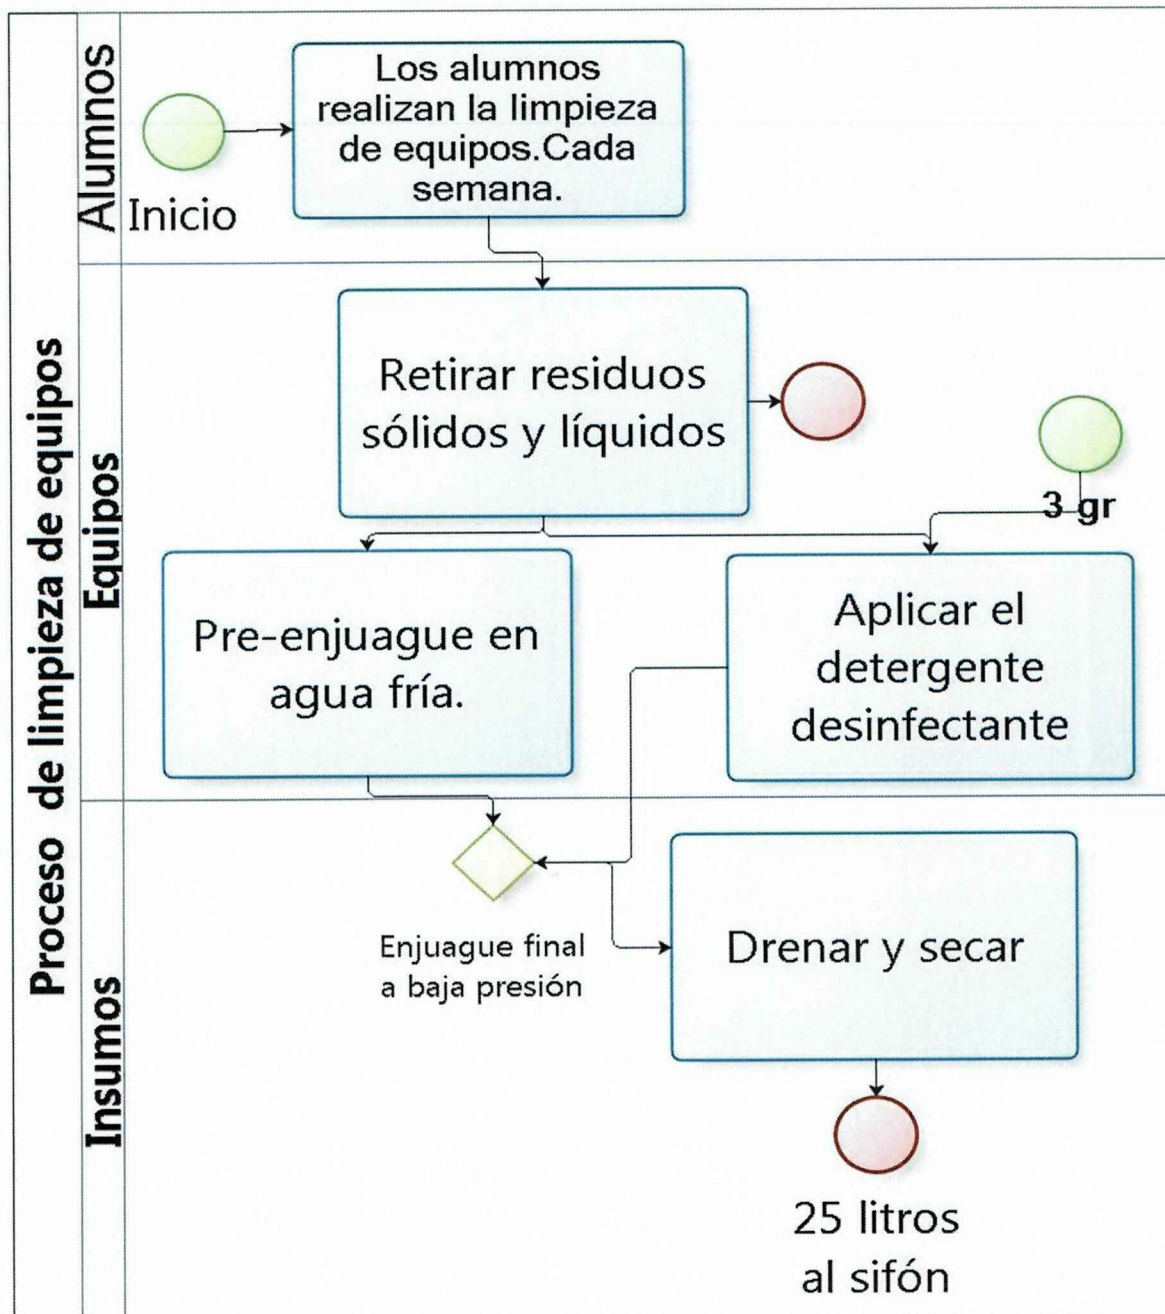 Proceso de limpieza de equipos
Alumnos
Los alumnos
realizan la limpieza
de equipos.Cada
semana.
Inicio
Equipos
Retirar residuos
sólidos y líquidos
3 gr
Pre-enjuague en
agua fría.
Aplicar el
detergente
desinfectante
Insumos
Enjuague final
a baja presión
Drenar y secar
25 litros
al sifón